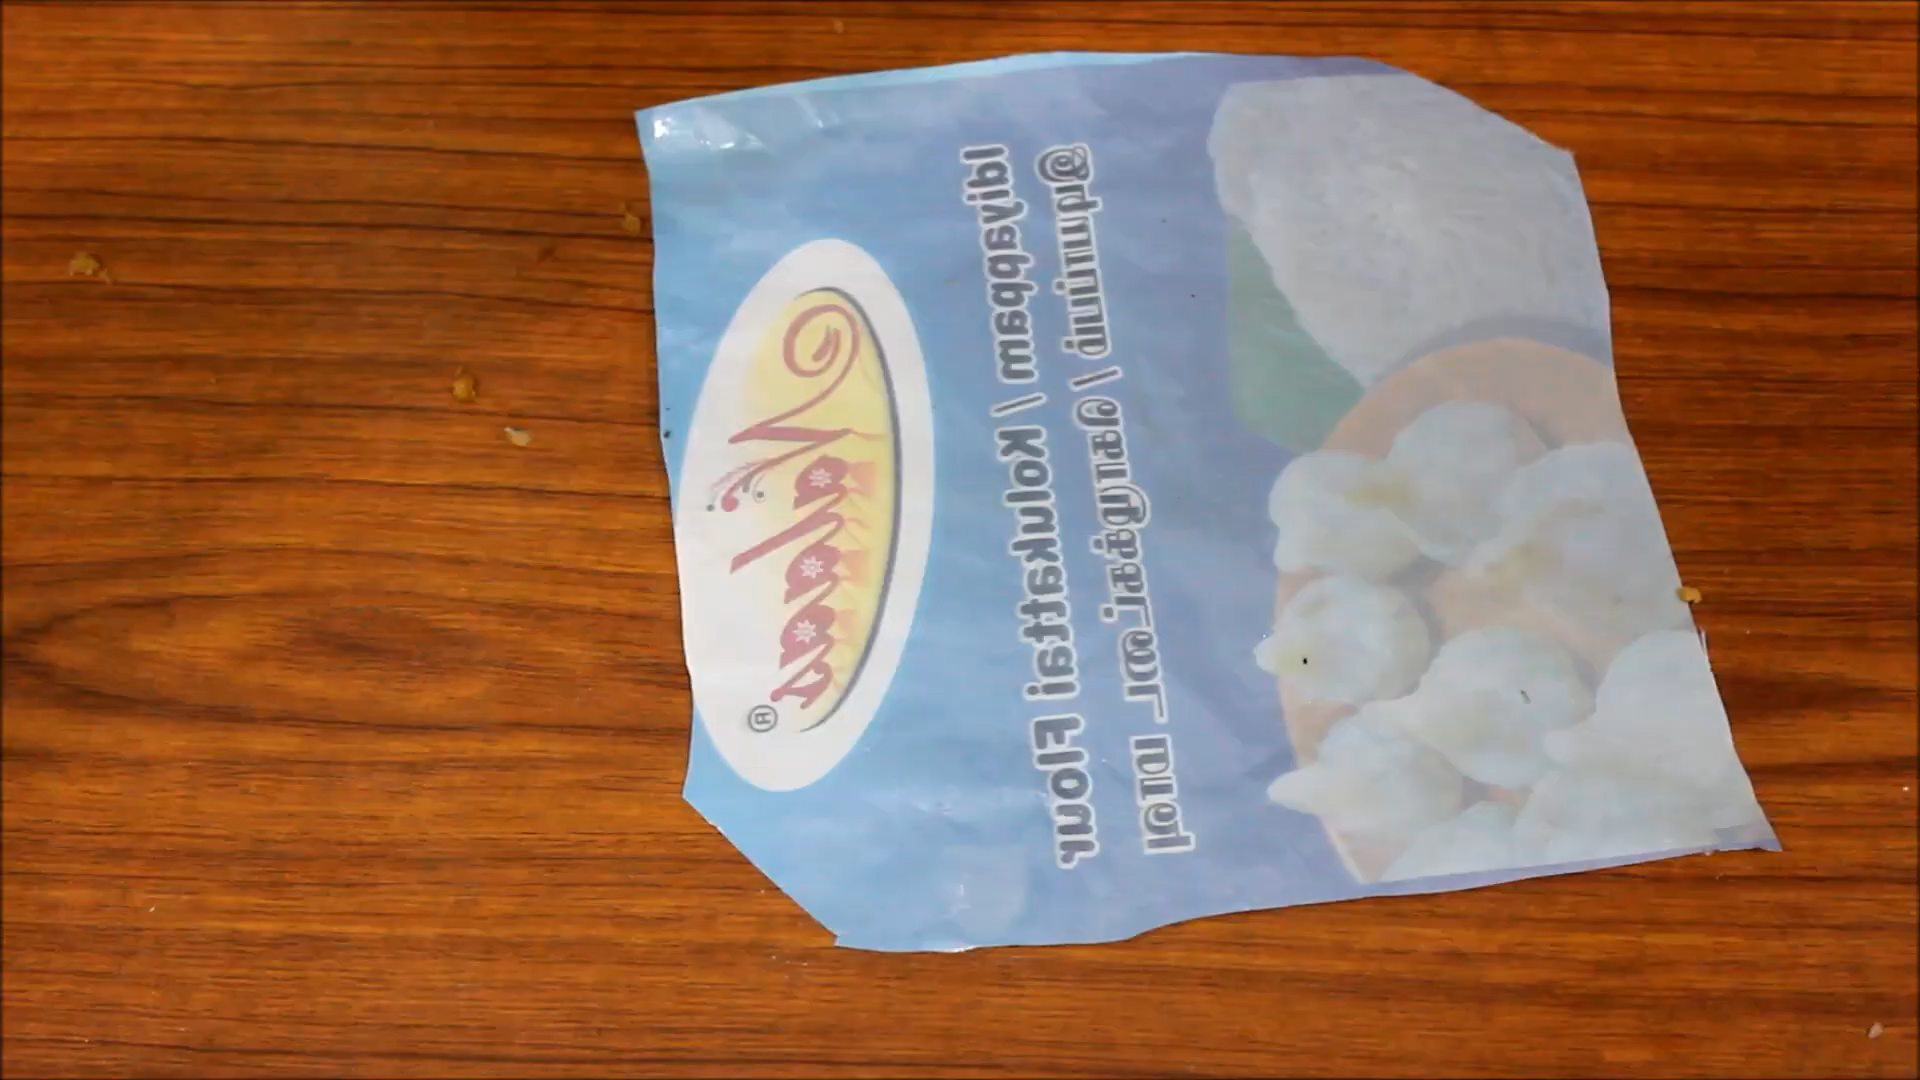 ®
Idiyappam / Kolukattai Flour
இடியாப்பம் / கொழுக்கட்டை மாவு